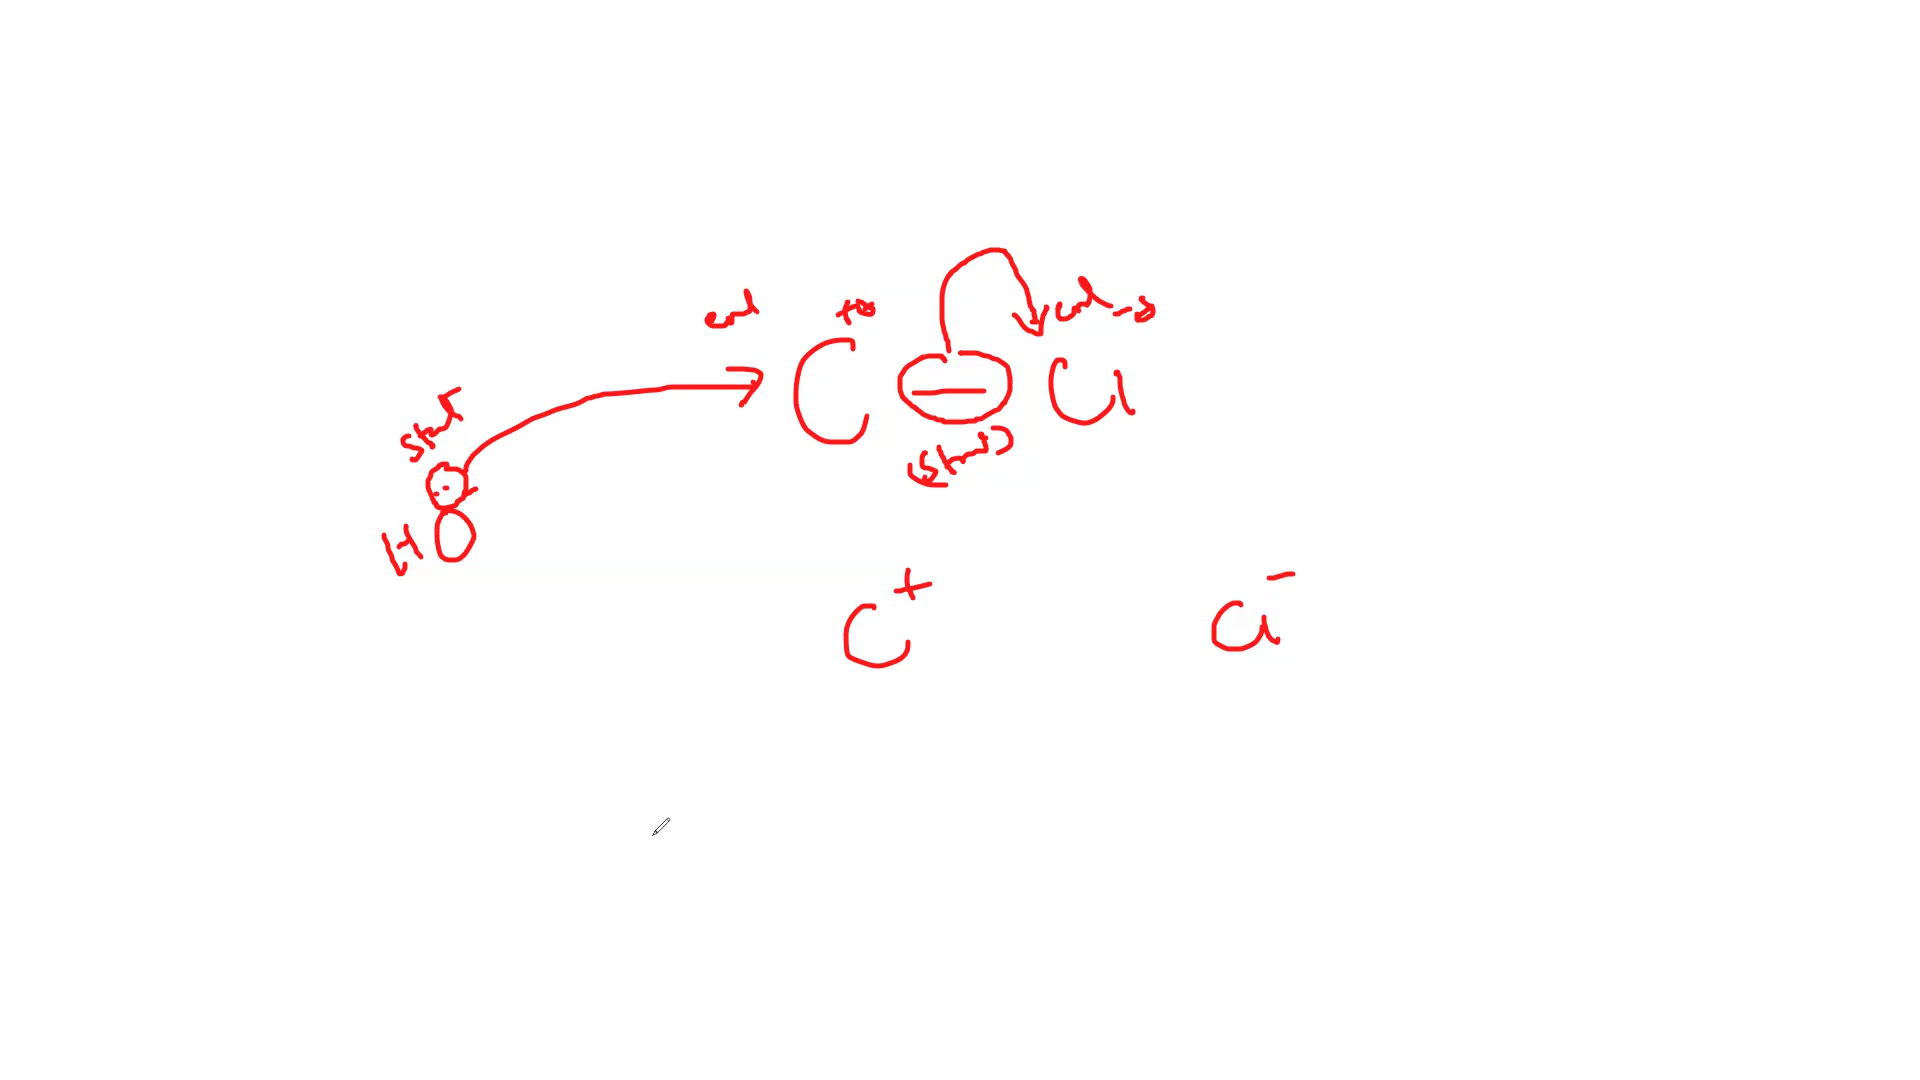 end +δ end -δ
C — Cl
start
(start)
HO
C+ Cl-